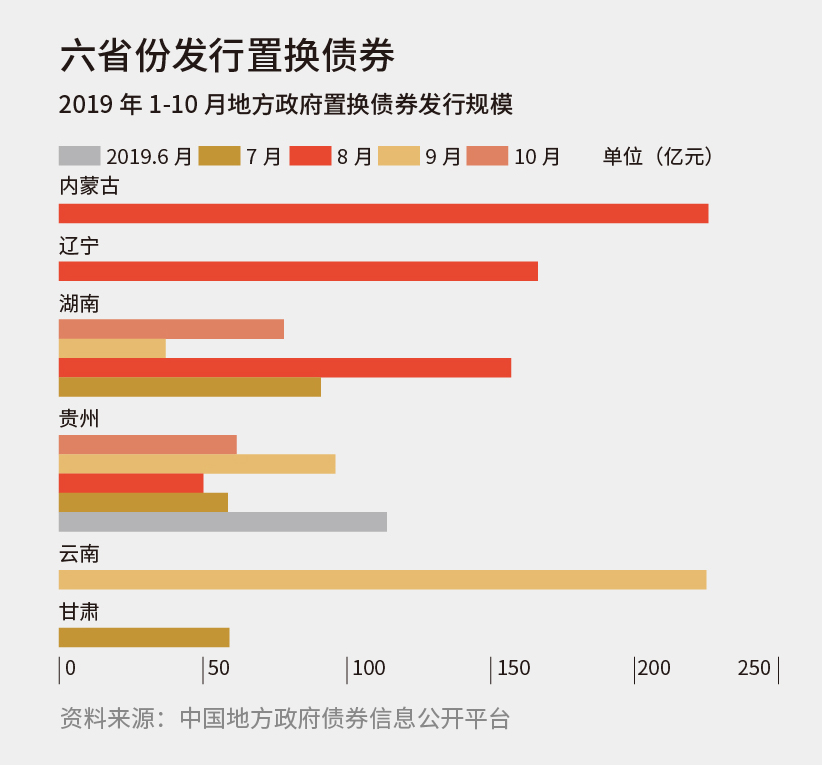 六省份发行置换债券
2019 年 1-10 月地方政府置换债券发行规模
2019.6 月 7 月 8 月 9 月 10 月 单位（亿元）
内蒙古
辽宁
湖南
贵州
云南
甘肃
0 50 100 150 200 250
资料来源：中国地方政府债券信息公开平台